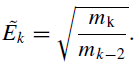 Ẽ_k = √(m_k / m_{k−2}).